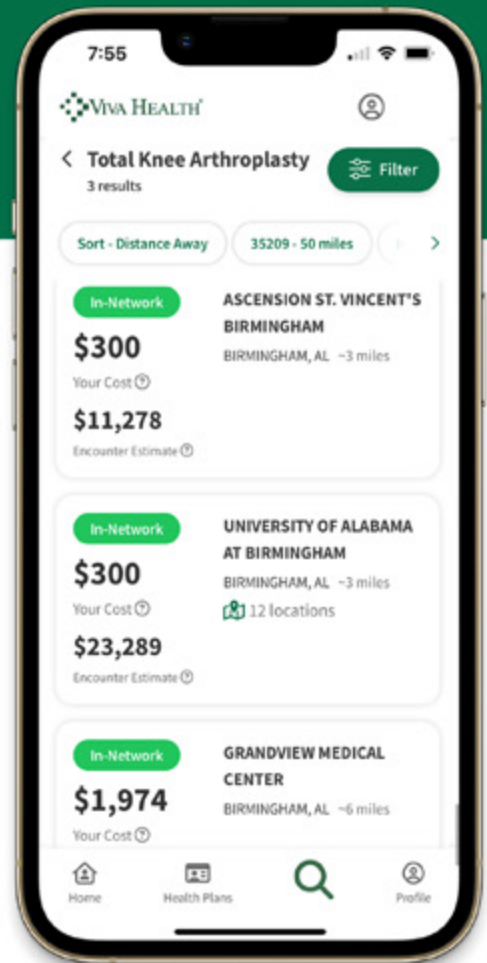 7:55
VIVA HEALTH
Total Knee Arthroplasty
3 results
Filter
Sort - Distance Away
35209 - 50 miles
In-Network
ASCENSION ST. VINCENT'S
BIRMINGHAM
$300
BIRMINGHAM, AL ~3 miles
Your Cost
$11,278
Encounter Estimate
In-Network
UNIVERSITY OF ALABAMA
AT BIRMINGHAM
$300
BIRMINGHAM, AL ~3 miles
Your Cost
12 locations
$23,289
Encounter Estimate
In-Network
GRANDVIEW MEDICAL
CENTER
$1,974
BIRMINGHAM, AL ~6 miles
Your Cost
Home
Health Plans
Profile